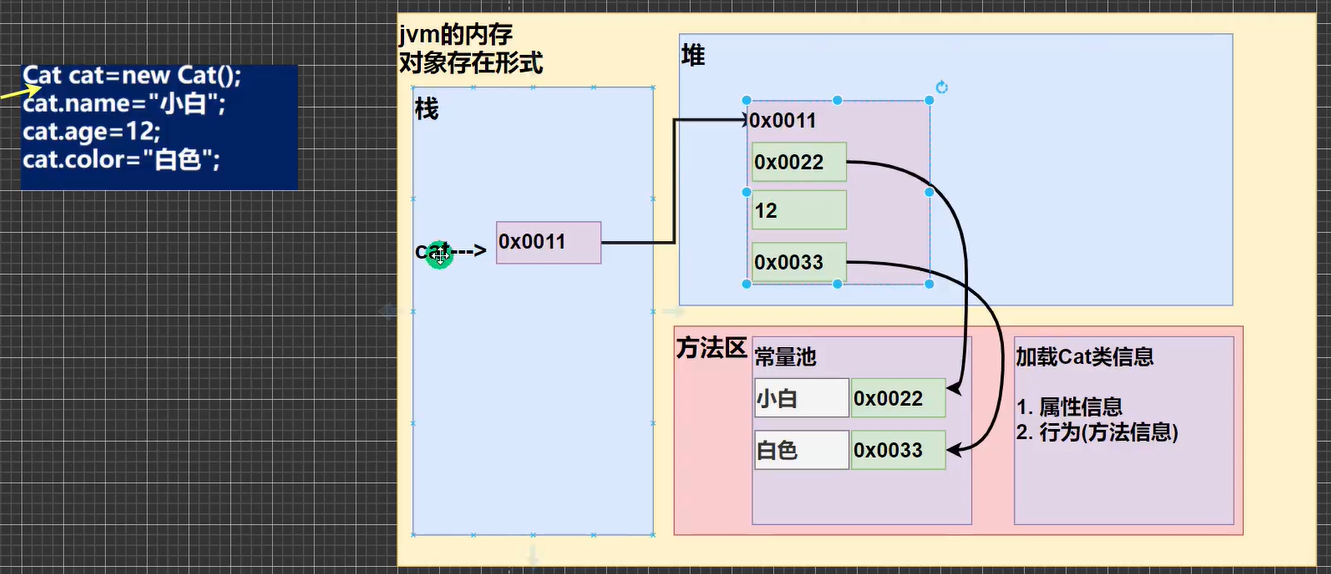 Cat cat=new Cat();
cat.name="小白";
cat.age=12;
cat.color="白色";
jvm的内存
对象存在形式
栈
cat--->
0x0011
堆
0x0011
0x0022
12
0x0033
方法区
常量池
小白
0x0022
白色
0x0033
加载Cat类信息
1. 属性信息
2. 行为(方法信息)